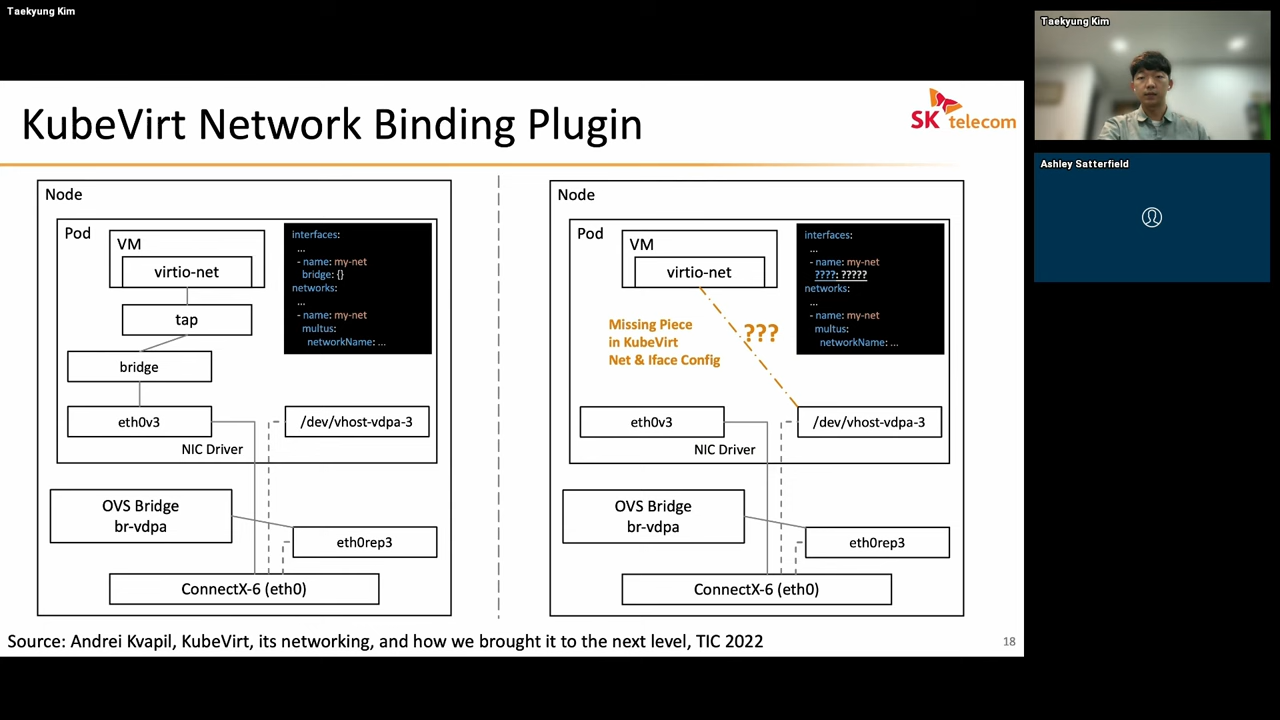 Taekyung Kim
Taekyung Kim
Ashley Satterfield
KubeVirt Network Binding Plugin
SK telecom
Node
Pod
VM
virtio-net
tap
bridge
eth0v3
NIC Driver
/dev/vhost-vdpa-3
interfaces:
...
- name: my-net
bridge: {}
networks:
...
- name: my-net
multus:
networkName: ...
OVS Bridge
br-vdpa
eth0rep3
ConnectX-6 (eth0)
Node
Pod
VM
virtio-net
Missing Piece
in KubeVirt
Net & Iface Config
???
interfaces:
...
- name: my-net
????: ?????
networks:
...
- name: my-net
multus:
networkName: ...
eth0v3
NIC Driver
/dev/vhost-vdpa-3
OVS Bridge
br-vdpa
eth0rep3
ConnectX-6 (eth0)
Source: Andrei Kvapil, KubeVirt, its networking, and how we brought it to the next level, TIC 2022
18